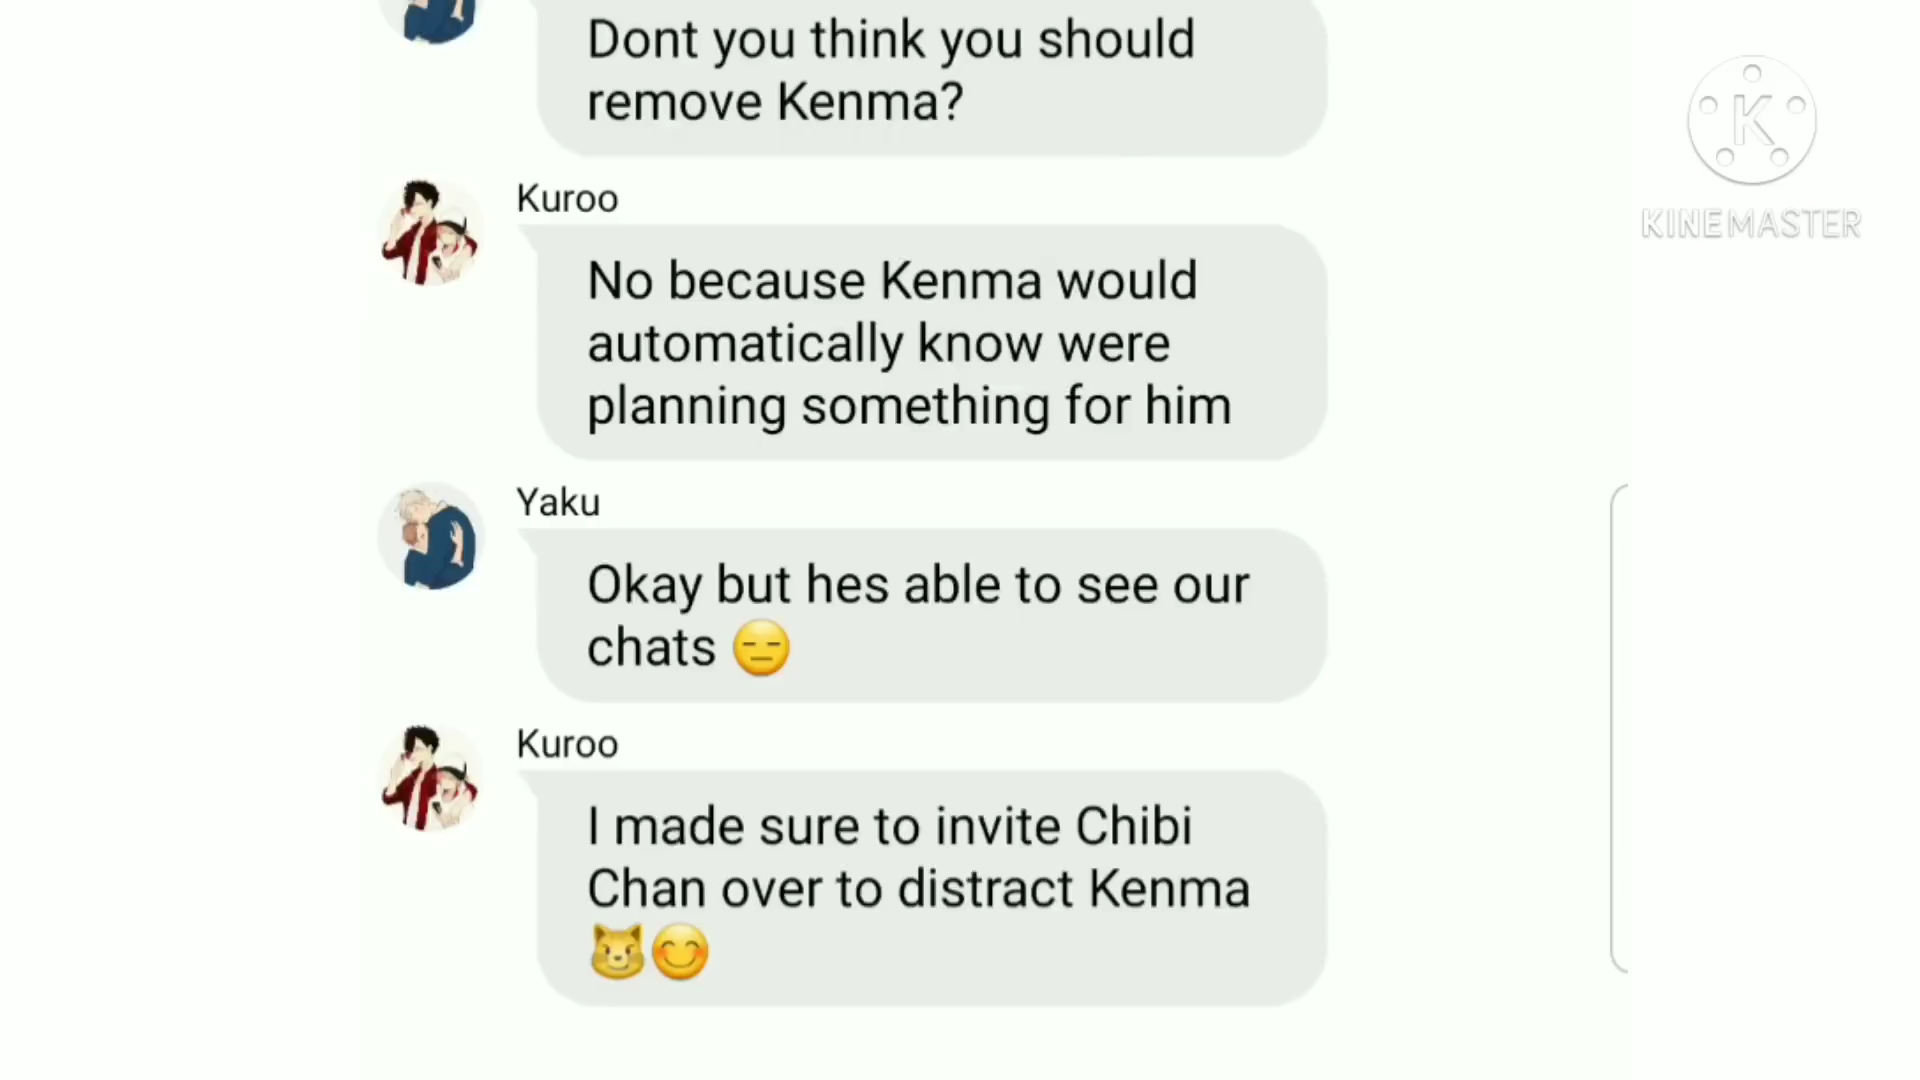 Dont you think you should
remove Kenma?
Kuroo
No because Kenma would
automatically know were
planning something for him
Yaku
Okay but hes able to see our
chats 😑
Kuroo
I made sure to invite Chibi
Chan over to distract Kenma
😼😊
K
KINEMASTER